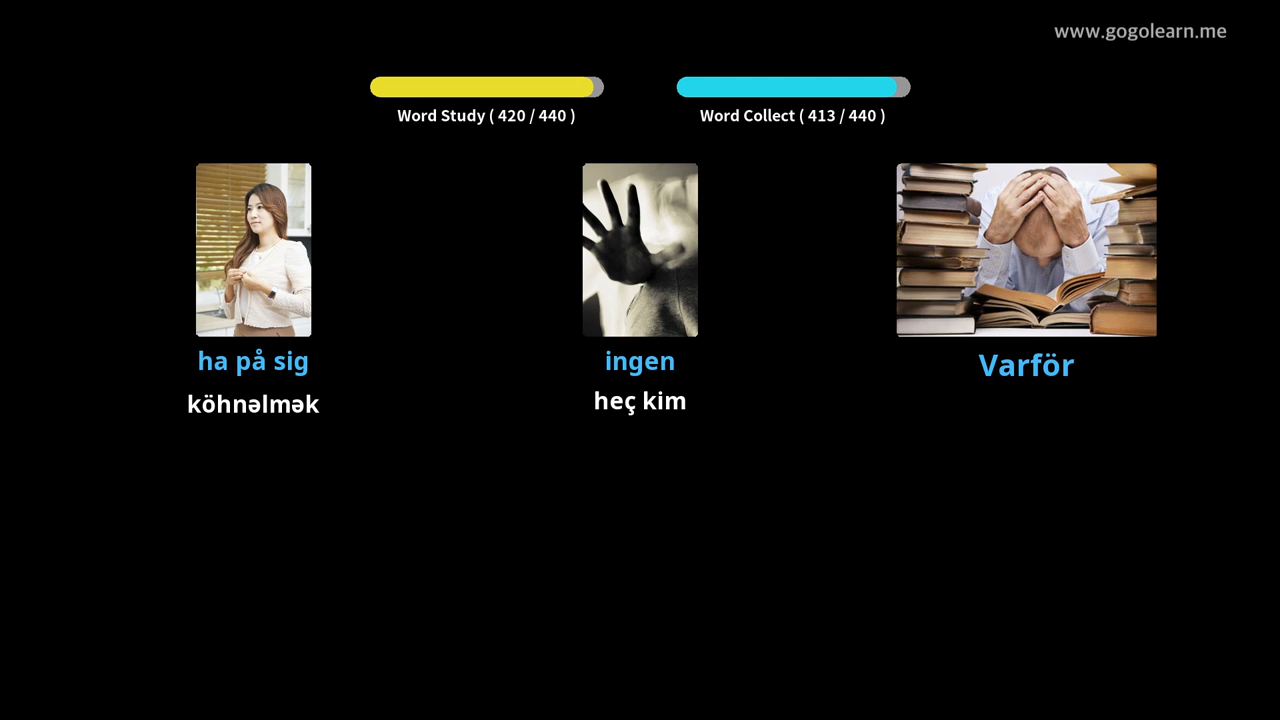 www.gogolearn.me
Word Study ( 420 / 440 )
Word Collect ( 413 / 440 )
ha på sig
köhnəlmək
ingen
heç kim
Varför